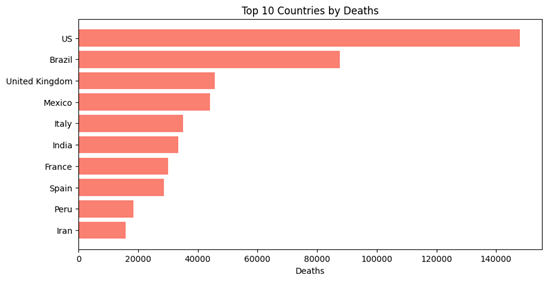 Top 10 Countries by Deaths
US
Brazil
United Kingdom
Mexico
Italy
India
France
Spain
Peru
Iran
0 20000 40000 60000 80000 100000 120000 140000
Deaths